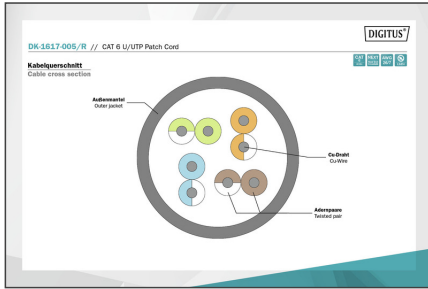 DIGITUS®
DK-1617-005/R // CAT 6 U/UTP Patch Cord
Kabelquerschnitt
Cable cross section
Außenmantel
Outer jacket
Cu-Draht
Cu-Wire
Adernpaare
Twisted pair